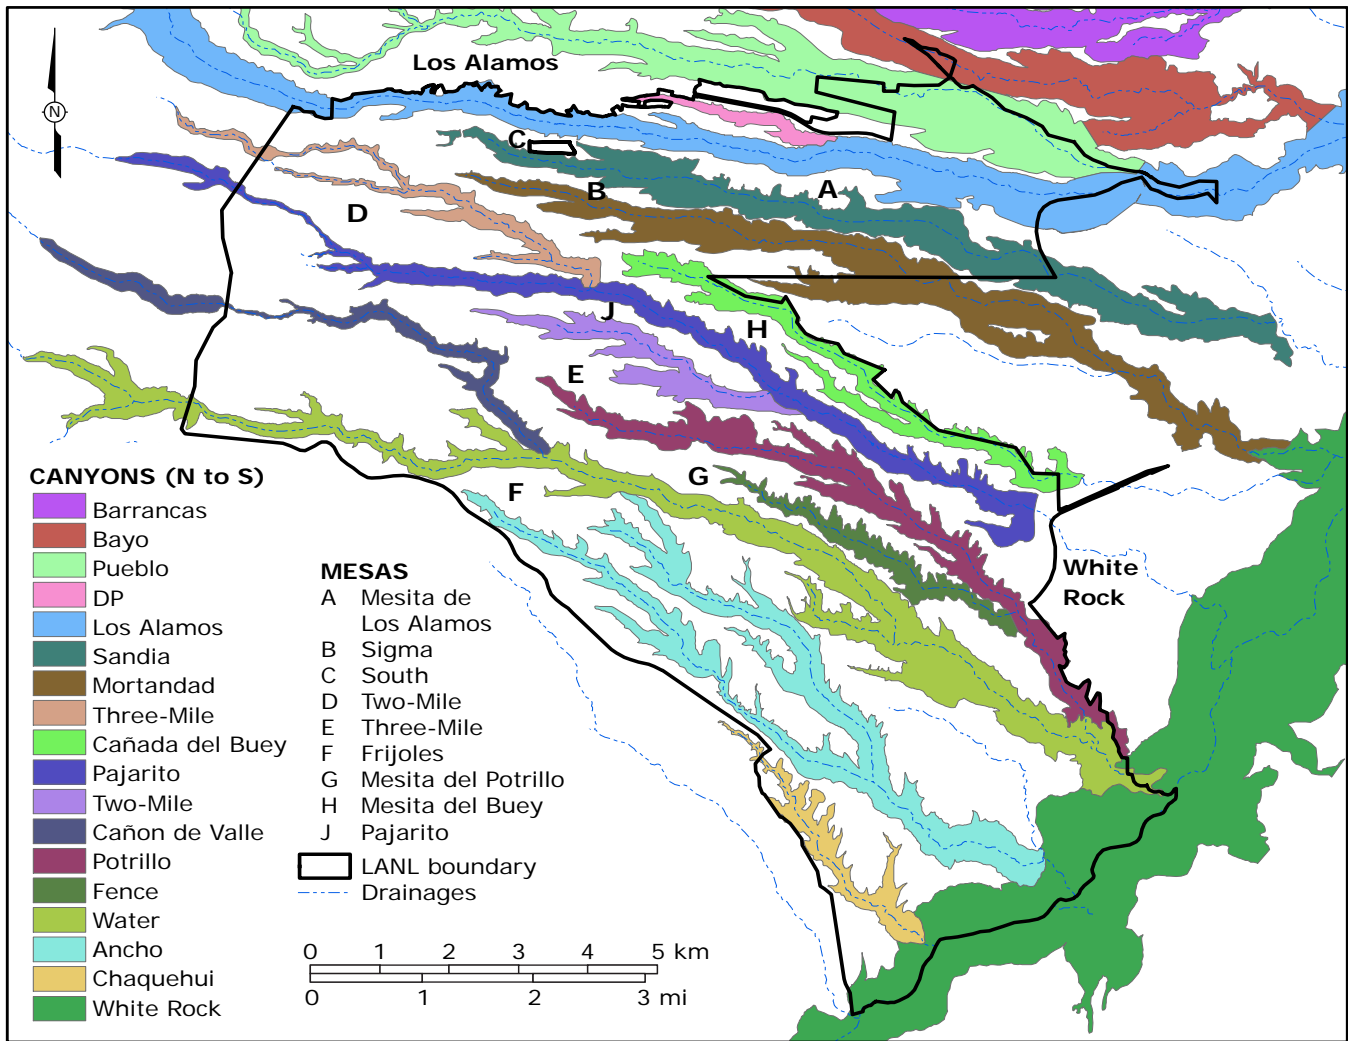 Los Alamos
N
C
B
A
D
J
H
E
G
F
White
Rock
CANYONS (N to S)
Barrancas
Bayo
Pueblo
DP
Los Alamos
Sandia
Mortandad
Three-Mile
Cañada del Buey
Pajarito
Two-Mile
Cañon de Valle
Potrillo
Fence
Water
Ancho
Chaquehui
White Rock
MESAS
A Mesita de
Los Alamos
B Sigma
C South
D Two-Mile
E Three-Mile
F Frijoles
G Mesita del Potrillo
H Mesita del Buey
J Pajarito
LANL boundary
Drainages
0 1 2 3 4 5 km
0 1 2 3 mi